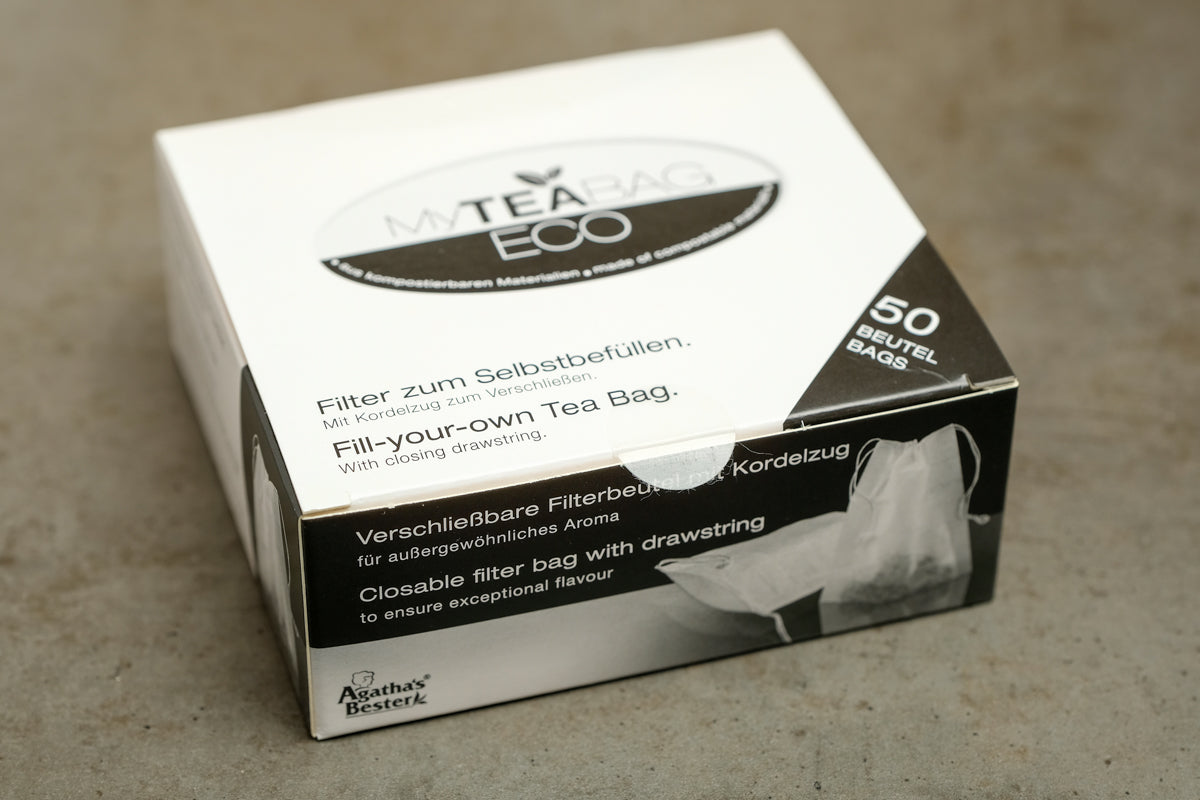 MyTEABAG
ECO
• aus kompostierbaren Materialien • made of compostable materials
50
BEUTEL
BAGS
Filter zum Selbstbefüllen.
Mit Kordelzug zum Verschließen.
Fill-your-own Tea Bag.
With closing drawstring.
Verschließbare Filterbeutel mit Kordelzug
für außergewöhnliches Aroma
Closable filter bag with drawstring
to ensure exceptional flavour
Agatha's®
Bester